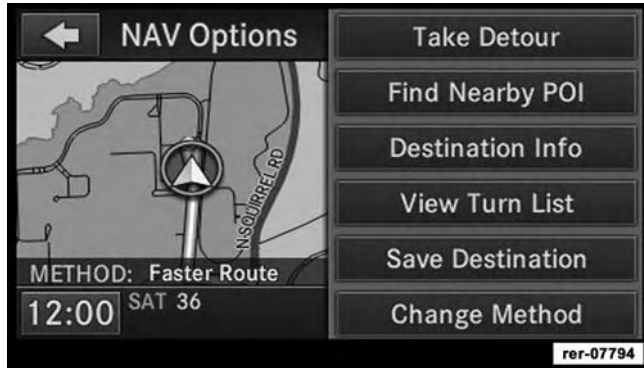 NAV Options
N-SQUIRREL RD
METHOD: Faster Route
12:00 SAT 36
Take Detour
Find Nearby POI
Destination Info
View Turn List
Save Destination
Change Method
rer-07794